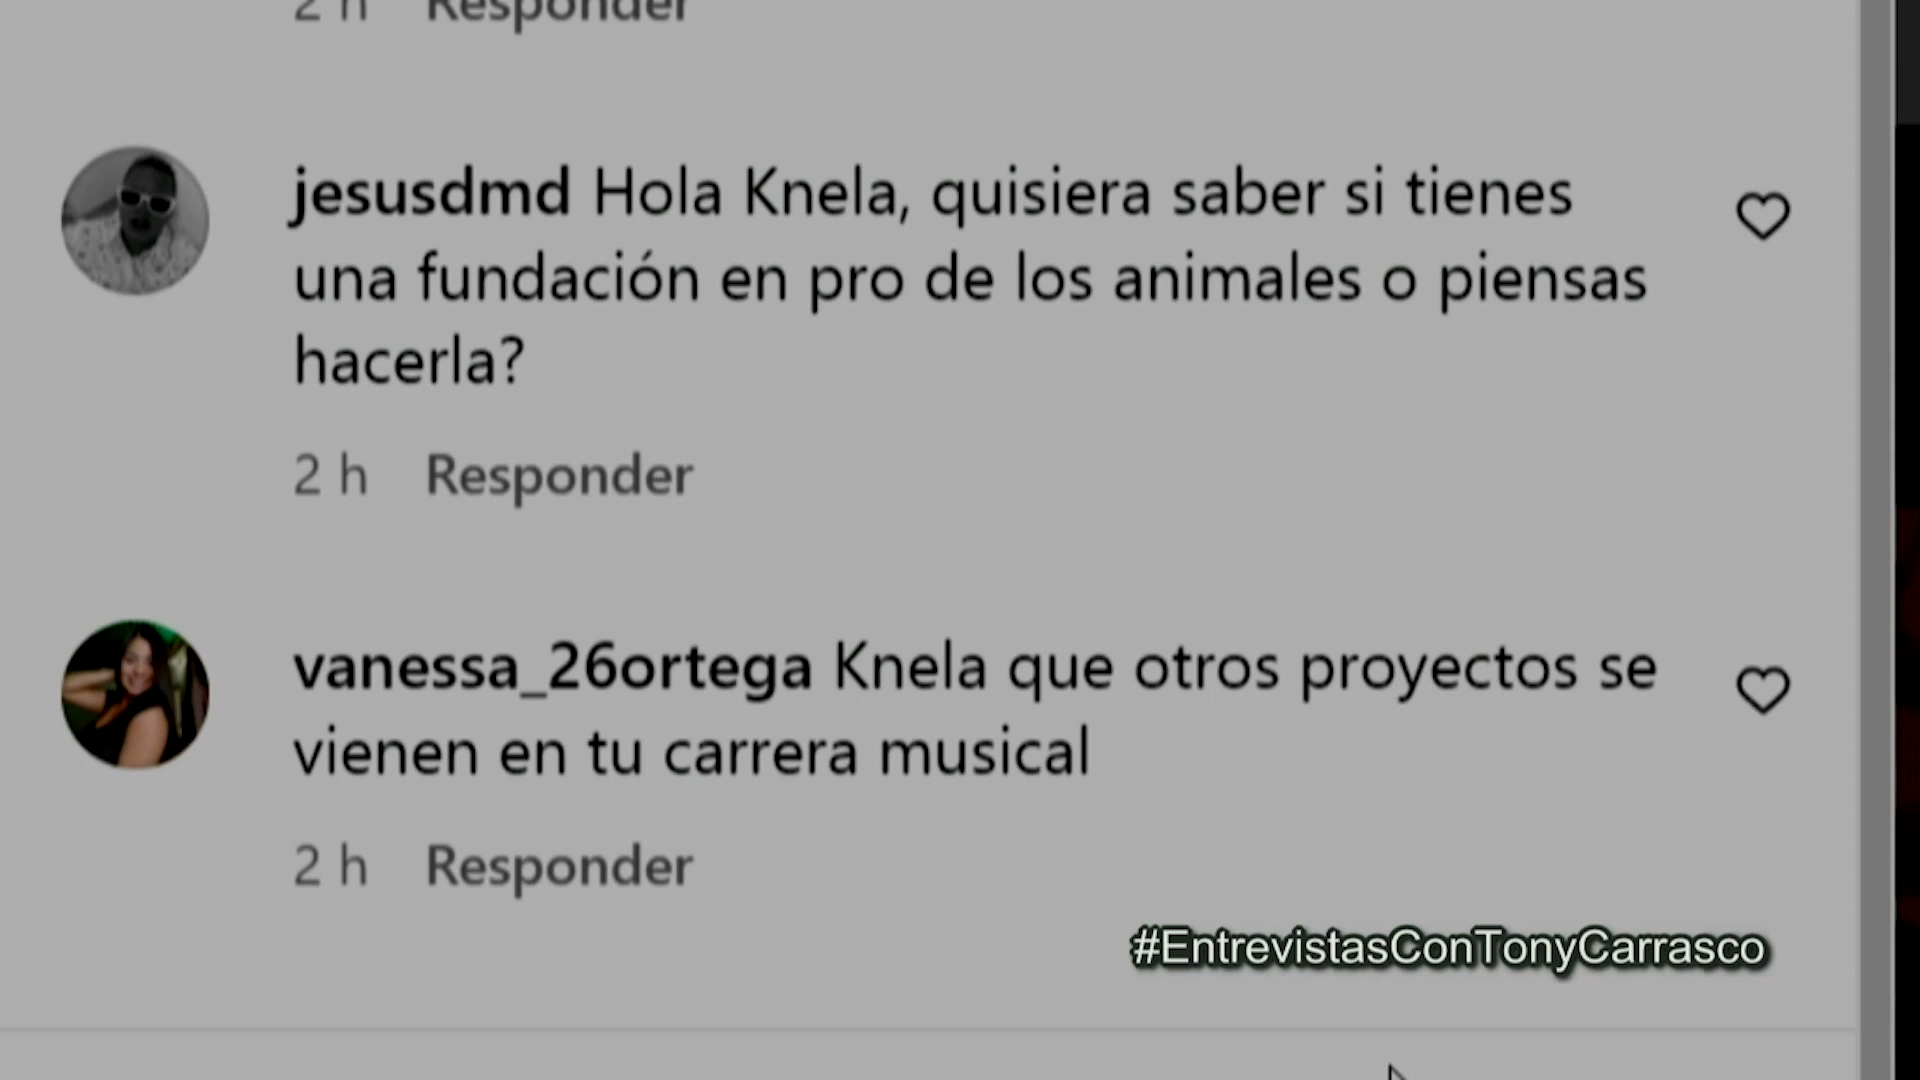 2 h Responder
jesusdmd Hola Knela, quisiera saber si tienes
una fundación en pro de los animales o piensas
hacerla?
2 h Responder
vanessa_26ortega Knela que otros proyectos se
vienen en tu carrera musical
2 h Responder
#EntrevistasConTonyCarrasco